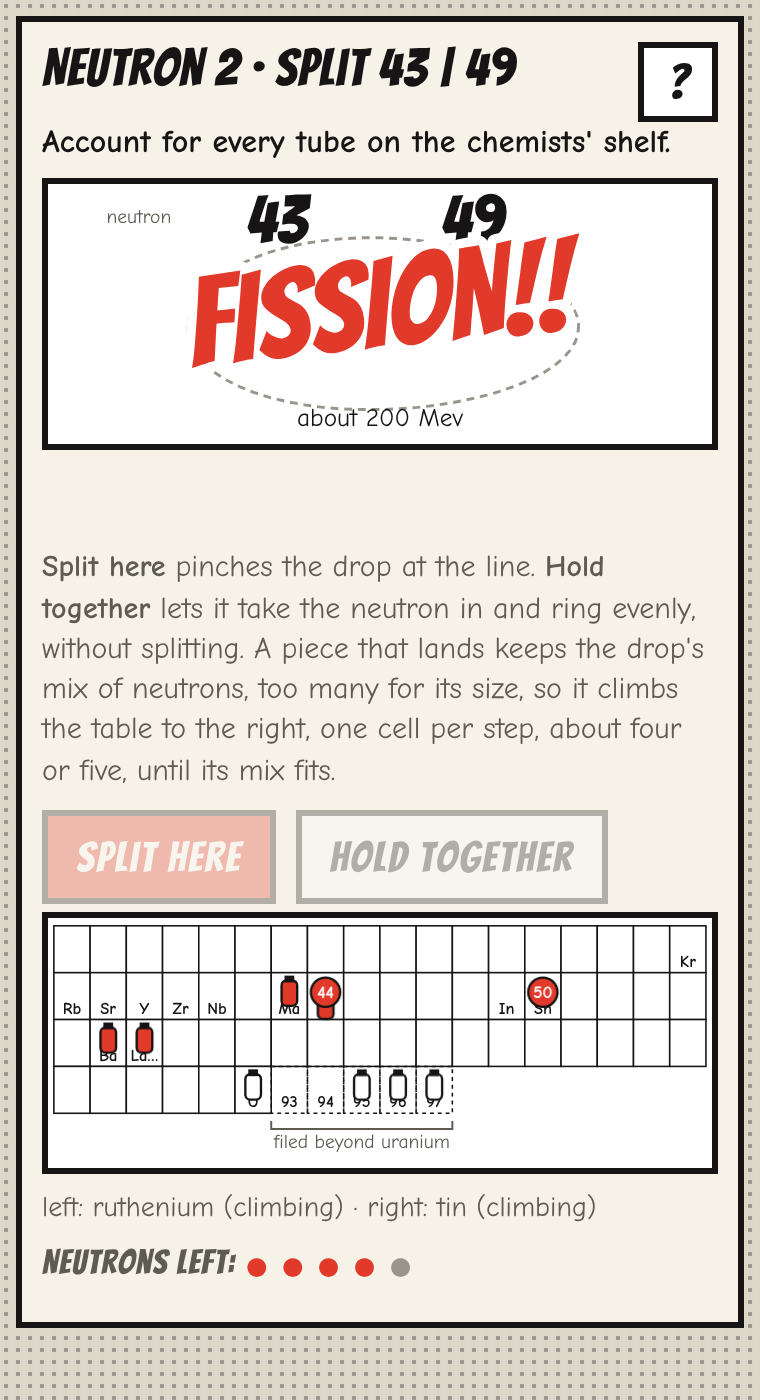 NEUTRON 2 · SPLIT 43 / 49
?
Account for every tube on the chemists' shelf.
neutron
43
49
FISSION!!
about 200 Mev
Split here pinches the drop at the line. Hold
together lets it take the neutron in and ring evenly,
without splitting. A piece that lands keeps the drop's
mix of neutrons, too many for its size, so it climbs
the table to the right, one cell per step, about four
or five, until its mix fits.
SPLIT HERE
HOLD TOGETHER
Kr
Rb Sr Y Zr Nb Ma 44 In 50 Sn
Ba La...
93 94 95 96 97
filed beyond uranium
left: ruthenium (climbing) · right: tin (climbing)
NEUTRONS LEFT: